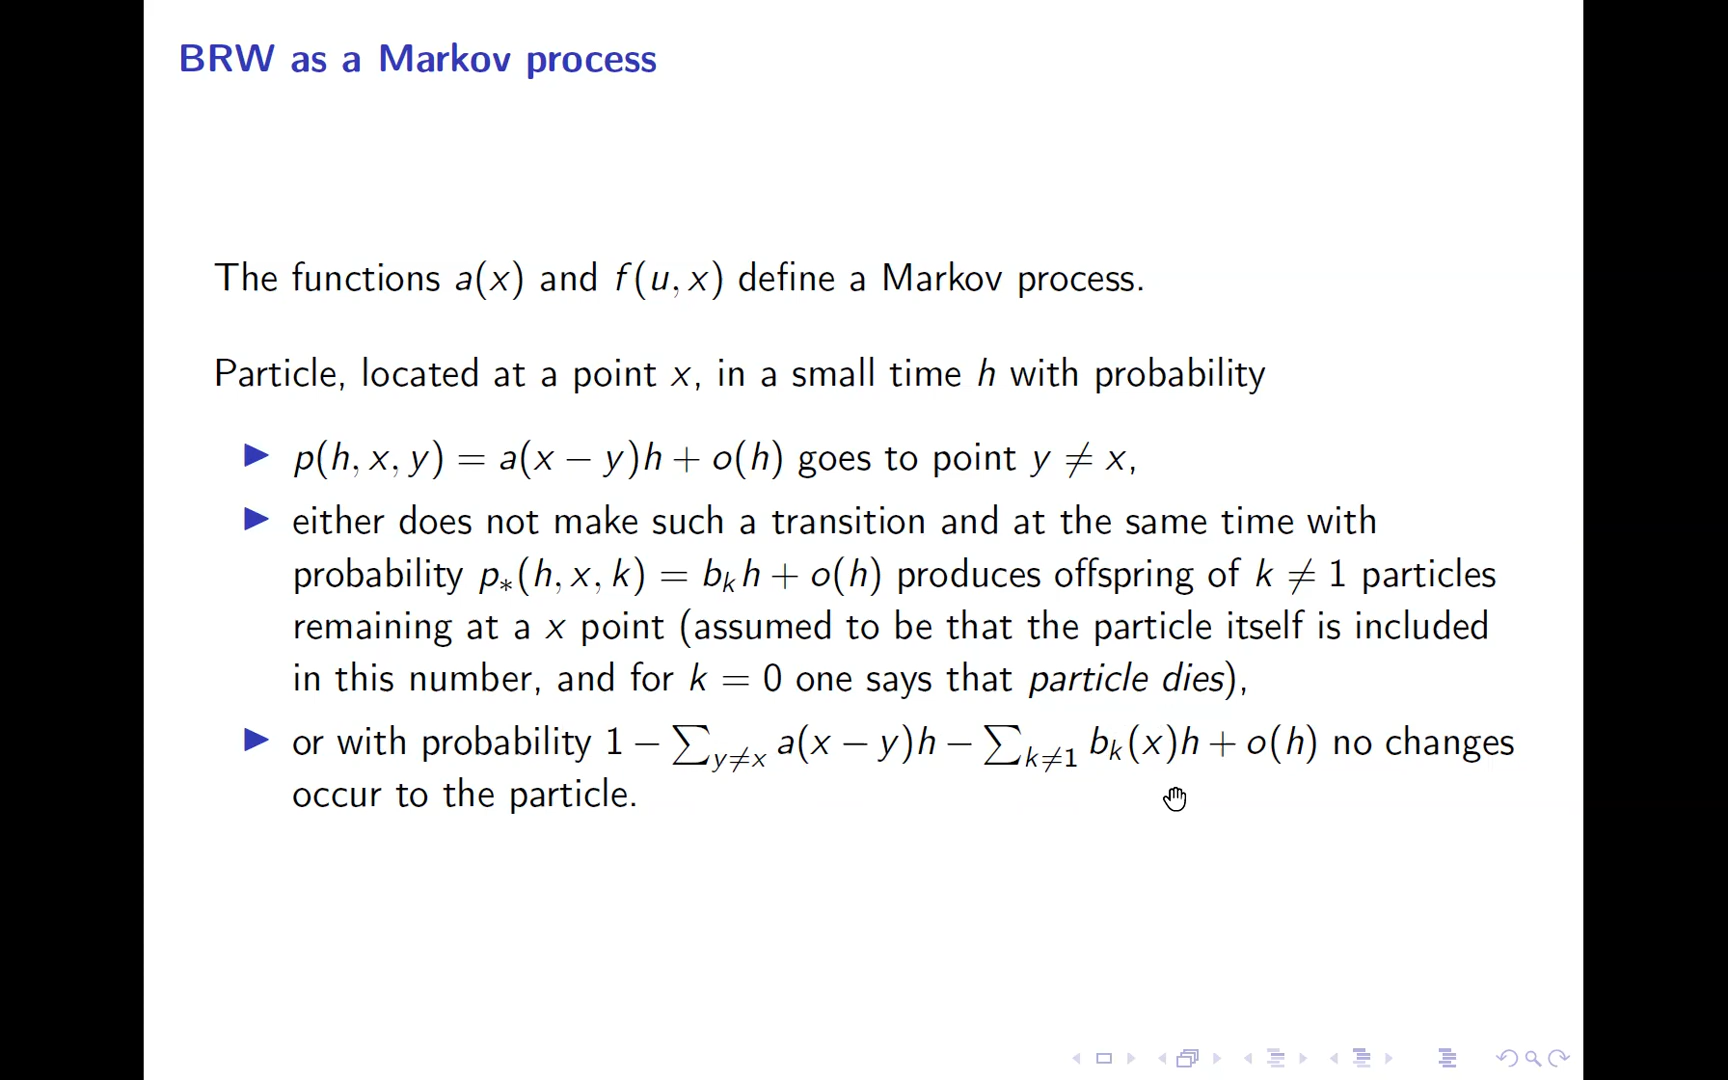 BRW as a Markov process
The functions a(x) and f(u, x) define a Markov process.
Particle, located at a point x, in a small time h with probability
▶ p(h, x, y) = a(x − y)h + o(h) goes to point y ≠ x,
▶ either does not make such a transition and at the same time with
probability p∗(h, x, k) = bₖh + o(h) produces offspring of k ≠ 1 particles
remaining at a x point (assumed to be that the particle itself is included
in this number, and for k = 0 one says that particle dies),
▶ or with probability 1 − ∑_{y≠x} a(x − y)h − ∑_{k≠1} bₖ(x)h + o(h) no changes
occur to the particle.